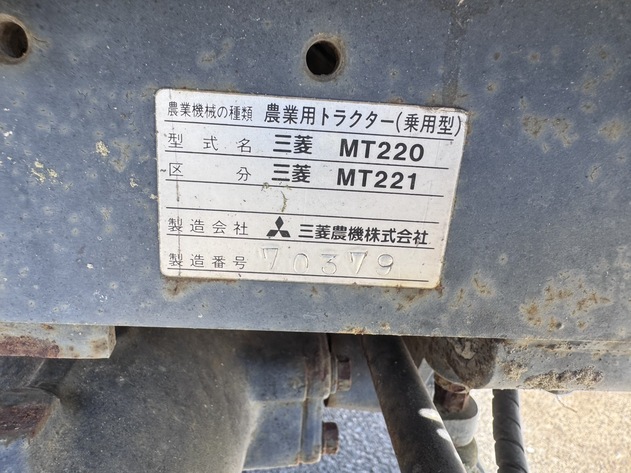 農業機械の種類 農業用トラクター(乗用型)
型式名 三菱 MT220
区分 三菱 MT221
製造会社 三菱農機株式会社
製造番号 70379